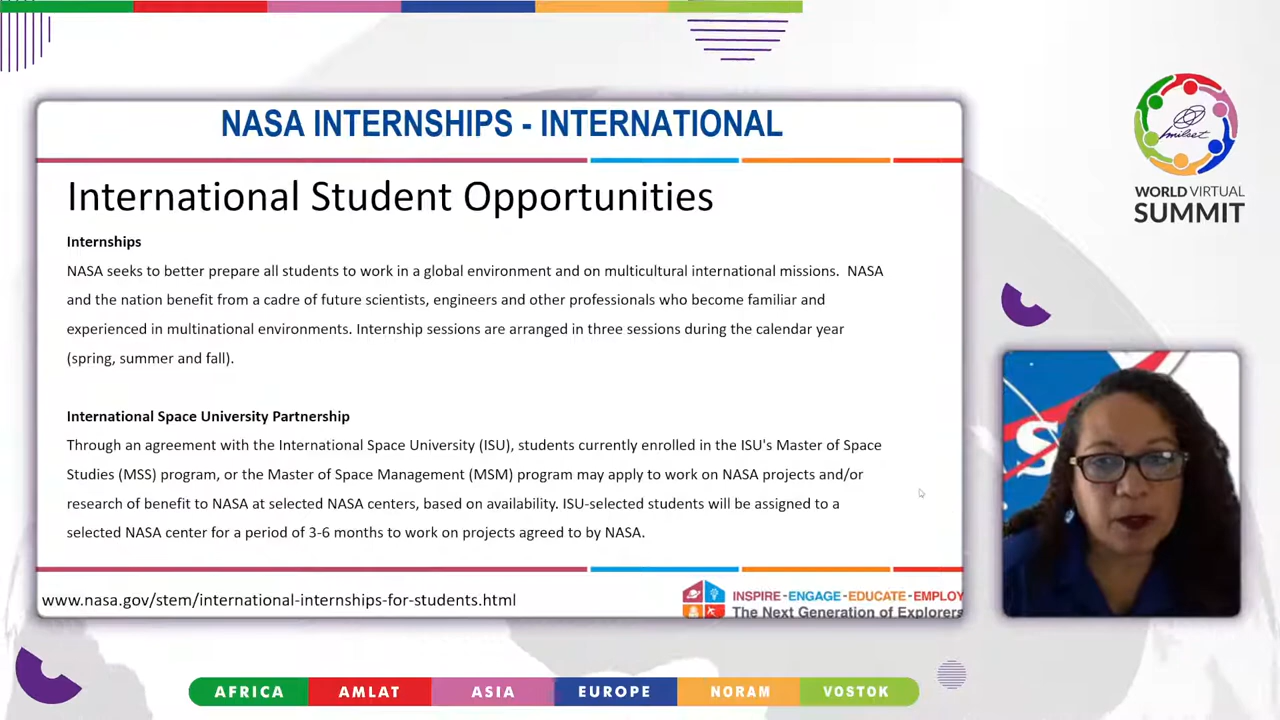 NASA INTERNSHIPS - INTERNATIONAL
International Student Opportunities
Internships
NASA seeks to better prepare all students to work in a global environment and on multicultural international missions.  NASA
and the nation benefit from a cadre of future scientists, engineers and other professionals who become familiar and
experienced in multinational environments. Internship sessions are arranged in three sessions during the calendar year
(spring, summer and fall).
International Space University Partnership
Through an agreement with the International Space University (ISU), students currently enrolled in the ISU's Master of Space
Studies (MSS) program, or the Master of Space Management (MSM) program may apply to work on NASA projects and/or
research of benefit to NASA at selected NASA centers, based on availability. ISU-selected students will be assigned to a
selected NASA center for a period of 3-6 months to work on projects agreed to by NASA.
www.nasa.gov/stem/international-internships-for-students.html
INSPIRE - ENGAGE - EDUCATE - EMPLOY
The Next Generation of Explorers
milset
WORLD VIRTUAL
SUMMIT
AFRICA
AMLAT
ASIA
EUROPE
NORAM
VOSTOK